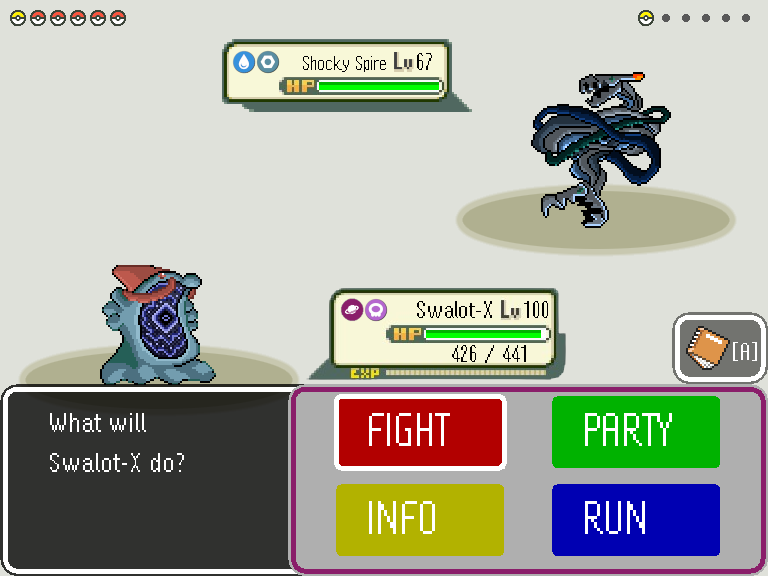 Shocky Spire Lv67
HP
Swalot-X Lv100
HP
426 / 441
EXP
[A]
What will
Swalot-X do?
FIGHT
PARTY
INFO
RUN